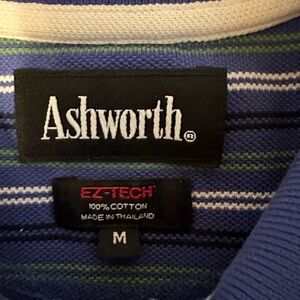 Ashworth®
EZ-TECH
100% COTTON
MADE IN THAILAND
M